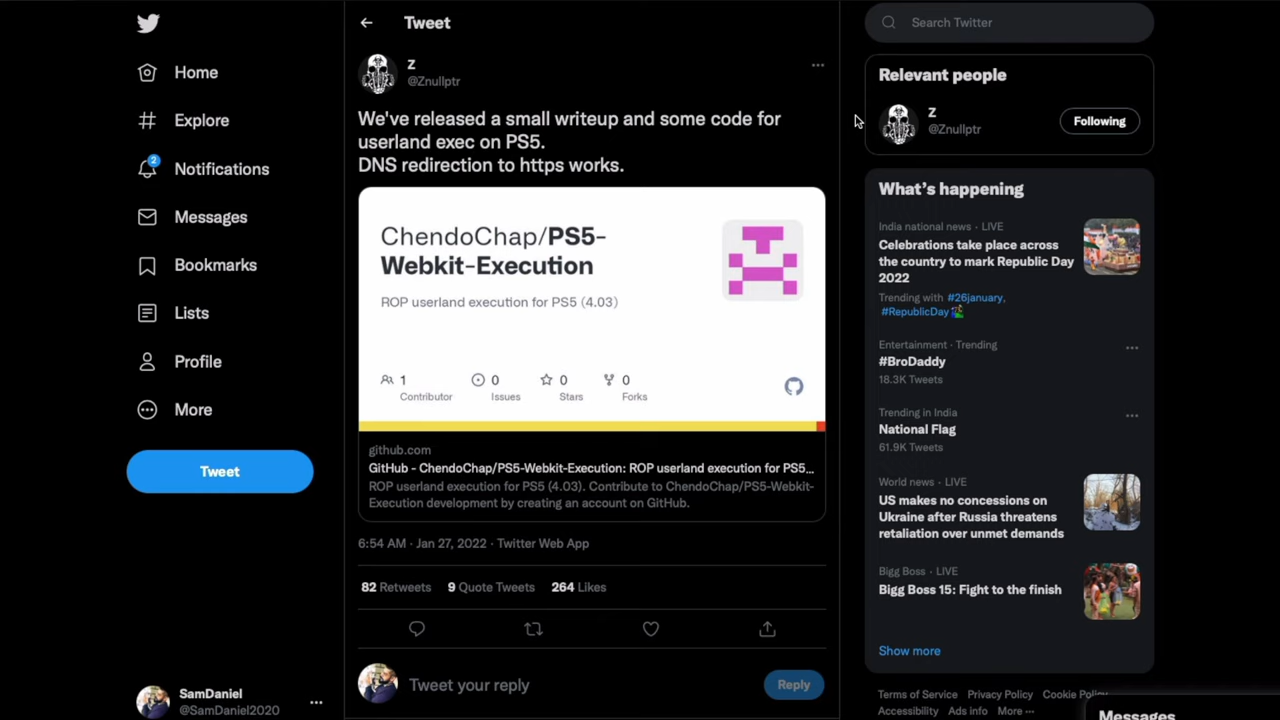 Home
Explore
2
Notifications
Messages
Bookmarks
Lists
Profile
More
Tweet
SamDaniel
@SamDaniel2020
Tweet
Z
@Znullptr
We've released a small writeup and some code for
userland exec on PS5.
DNS redirection to https works.
ChendoChap/PS5-
Webkit-Execution
ROP userland execution for PS5 (4.03)
1
Contributor
0
Issues
0
Stars
0
Forks
github.com
GitHub - ChendoChap/PS5-Webkit-Execution: ROP userland execution for PS5...
ROP userland execution for PS5 (4.03). Contribute to ChendoChap/PS5-Webkit-
Execution development by creating an account on GitHub.
6:54 AM · Jan 27, 2022 · Twitter Web App
82 Retweets 9 Quote Tweets 264 Likes
Tweet your reply
Reply
Search Twitter
Relevant people
Z
@Znullptr
Following
What's happening
India national news · LIVE
Celebrations take place across
the country to mark Republic Day
2022
Trending with #26january,
#RepublicDay
Entertainment · Trending
#BroDaddy
18.3K Tweets
Trending in India
National Flag
61.9K Tweets
World news · LIVE
US makes no concessions on
Ukraine after Russia threatens
retaliation over unmet demands
Bigg Boss · LIVE
Bigg Boss 15: Fight to the finish
Show more
Terms of Service Privacy Policy Cookie Policy
Accessibility Ads info More ···
Messages